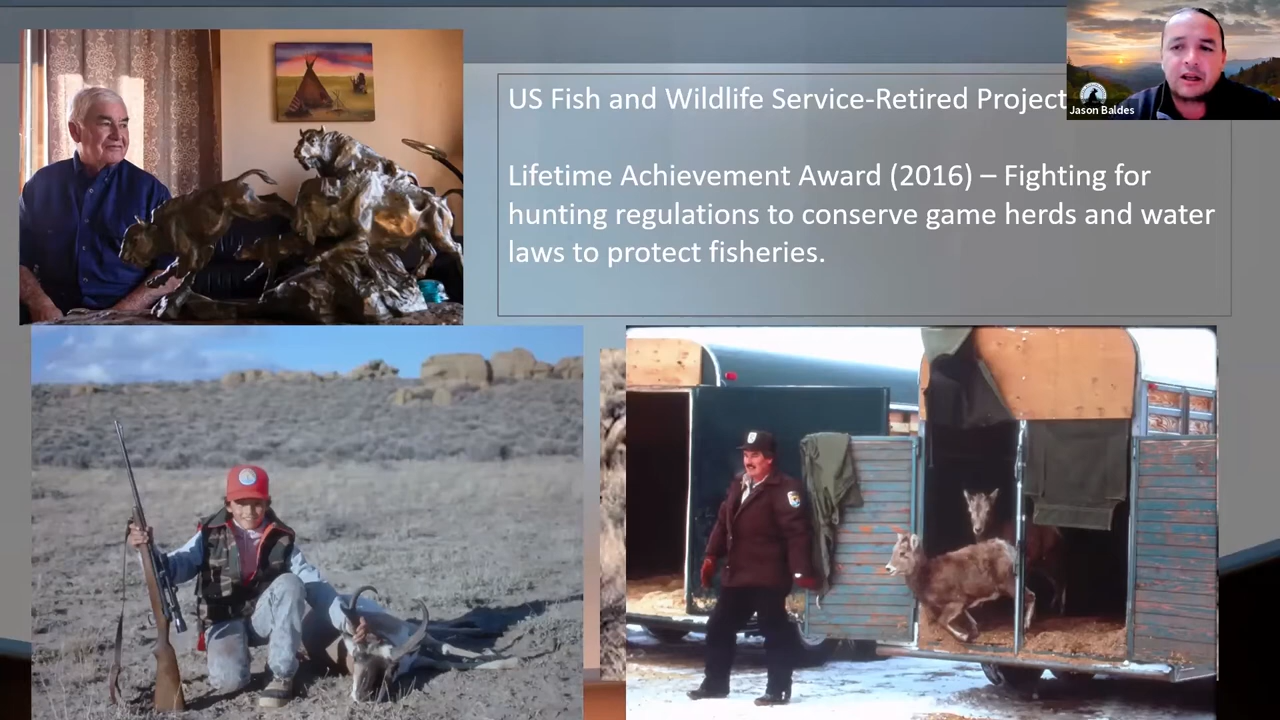 US Fish and Wildlife Service-Retired Project
Lifetime Achievement Award (2016) – Fighting for
hunting regulations to conserve game herds and water
laws to protect fisheries.
Jason Baldes